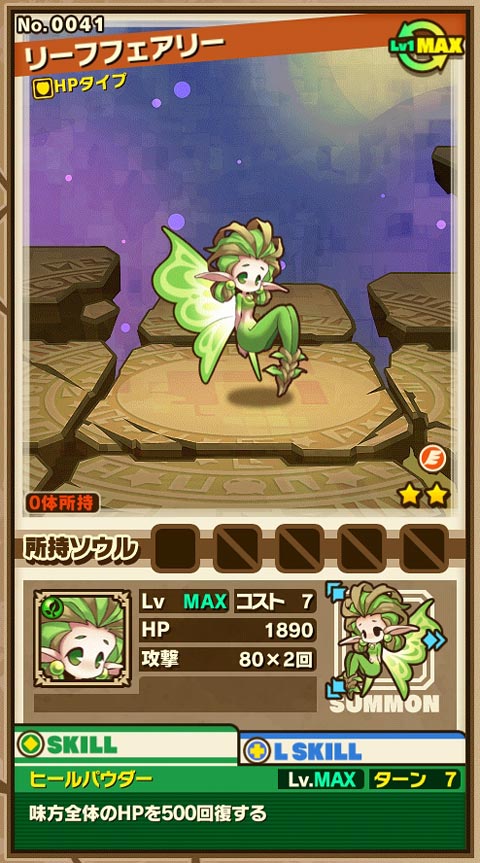 No.0041
リーフフェアリー
HPタイプ
Lv1 MAX
0体所持
所持ソウル
Lv MAX コスト 7
HP 1890
攻撃 80×2回
SUMMON
SKILL
L SKILL
ヒールパウダー Lv.MAX ターン 7
味方全体のHPを500回復する